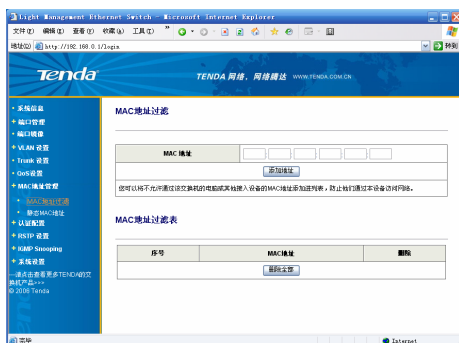 Light Management Ethernet Switch - Microsoft Internet Explorer
文件(F) 编辑(E) 查看(V) 收藏(A) 工具(T) »
地址(D) http://192.168.0.1/login 转到
Tenda
TENDA 网络，网络臻达 WWW.TENDA.COM.CN
• 系统信息
+ 端口管理
• 端口镜像
+ VLAN 设置
• Trunk 设置
• QoS设置
+ MAC地址管理
• MAC地址过滤
• 静态MAC地址
+ 认证配置
+ RSTP 设置
+ IGMP Snooping
+ 系统设置
—请点击查看更多TENDA的交换机产品>>>
© 2006 Tenda
MAC地址过滤
MAC 地址
添加地址
您可以将不允许通过该交换机的电脑或其他接入设备的MAC地址添加进列表，防止他们通过本设备访问网络。
MAC地址过滤表
序号 MAC地址 删除
删除全部
完毕 Internet